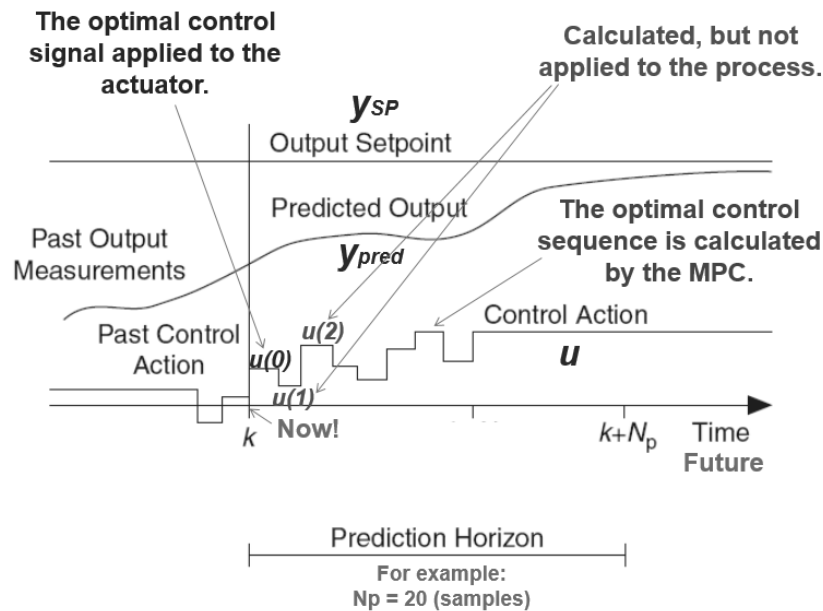 The optimal control
signal applied to the
actuator.
Calculated, but not
applied to the process.
ySP
Output Setpoint
Predicted Output
ypred
Past Output
Measurements
The optimal control
sequence is calculated
by the MPC.
Past Control
Action
u(0)
u(2)
u(1)
Control Action
u
k
Now!
k+Np
Time
Future
Prediction Horizon
For example:
Np = 20 (samples)